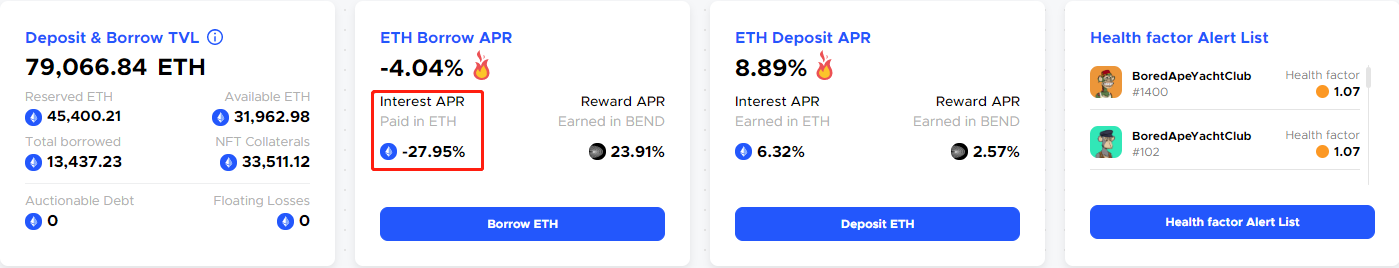 Deposit & Borrow TVL
79,066.84 ETH
Reserved ETH Available ETH
45,400.21 31,962.98
Total borrowed NFT Collaterals
13,437.23 33,511.12
Auctionable Debt Floating Losses
0 0
ETH Borrow APR
-4.04%
Interest APR Reward APR
Paid in ETH Earned in BEND
-27.95% 23.91%
Borrow ETH
ETH Deposit APR
8.89%
Interest APR Reward APR
Earned in ETH Earned in BEND
6.32% 2.57%
Deposit ETH
Health factor Alert List
BoredApeYachtClub Health factor
#1400 1.07
BoredApeYachtClub Health factor
#102 1.07
Health factor Alert List